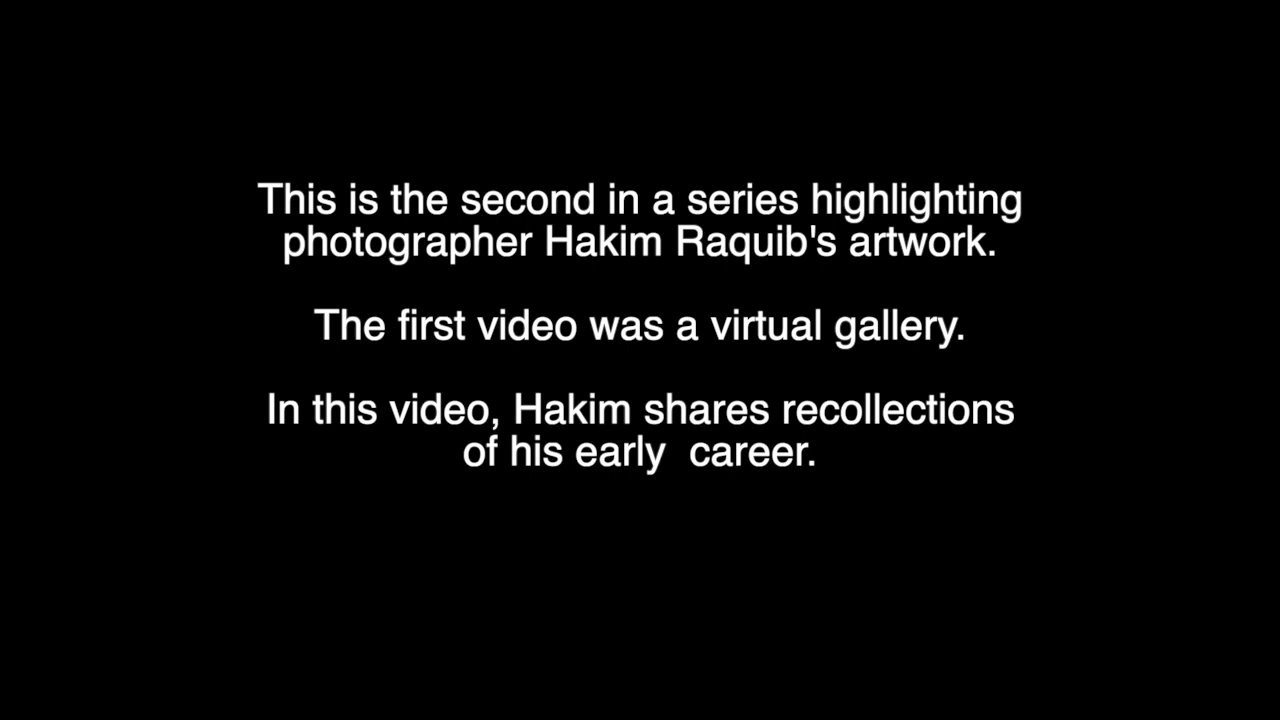 This is the second in a series highlighting
photographer Hakim Raquib's artwork.
The first video was a virtual gallery.
In this video, Hakim shares recollections
of his early  career.